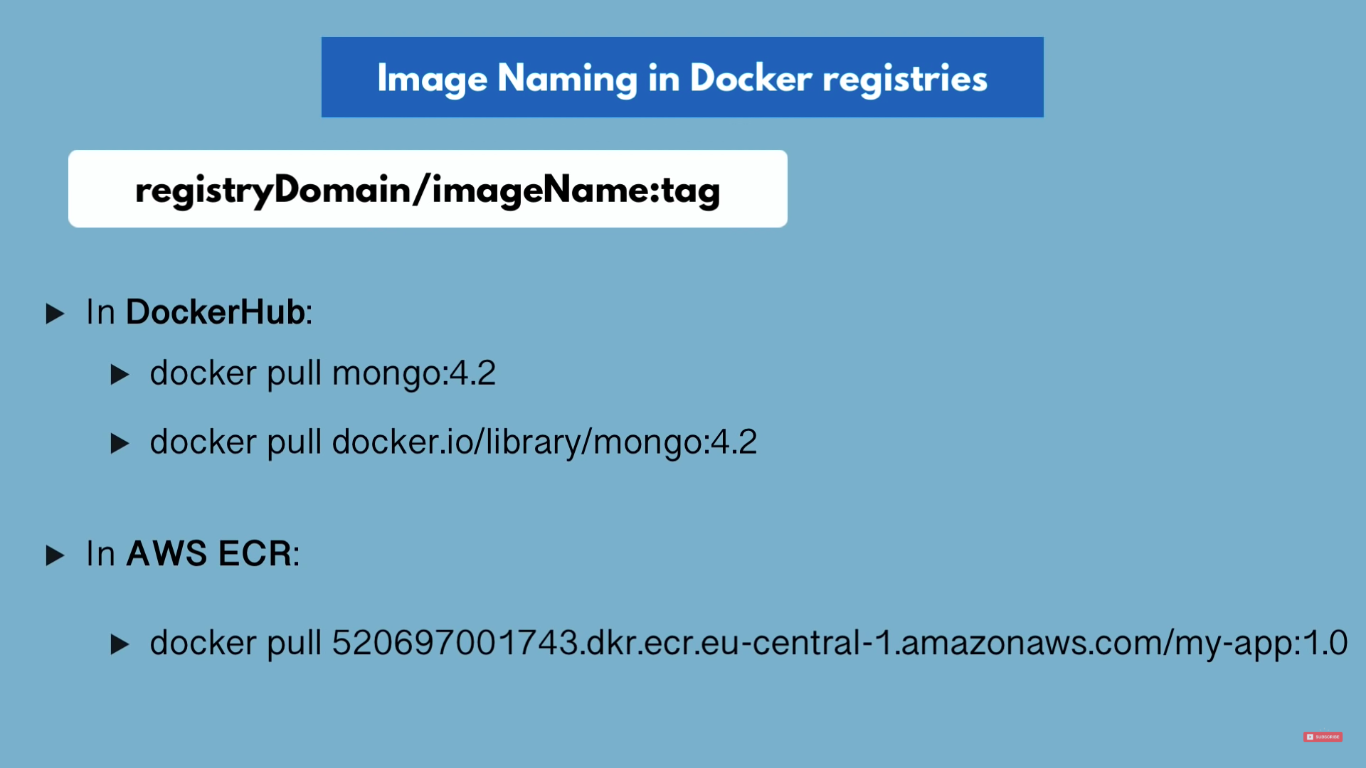 Image Naming in Docker registries
registryDomain/imageName:tag
In DockerHub:
docker pull mongo:4.2
docker pull docker.io/library/mongo:4.2
In AWS ECR:
docker pull 520697001743.dkr.ecr.eu-central-1.amazonaws.com/my-app:1.0
SUBSCRIBE